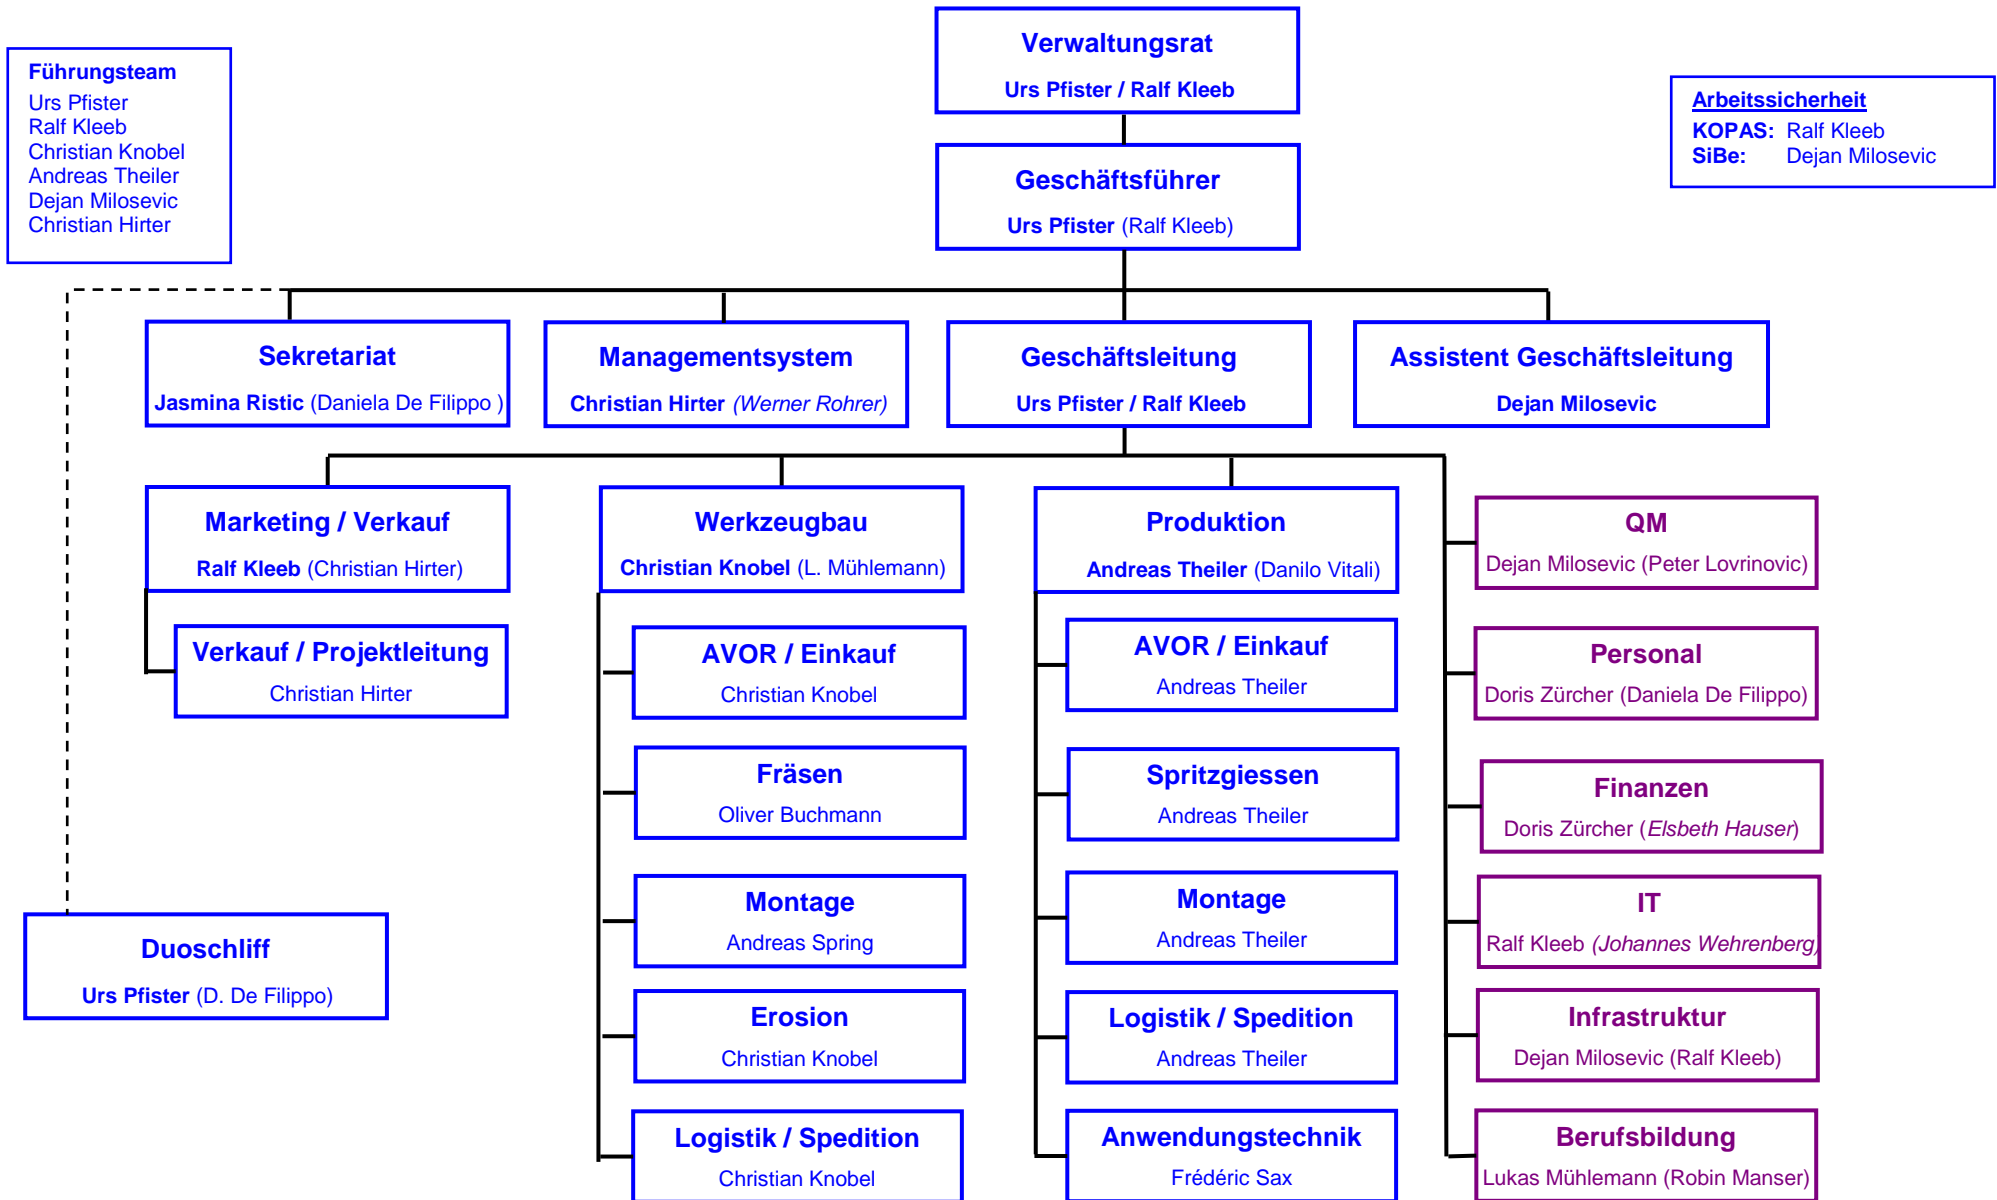 Verwaltungsrat
Urs Pfister / Ralf Kleeb
Führungsteam
Urs Pfister
Ralf Kleeb
Christian Knobel
Andreas Theiler
Dejan Milosevic
Christian Hirter
Arbeitssicherheit
KOPAS: Ralf Kleeb
SiBe: Dejan Milosevic
Geschäftsführer
Urs Pfister (Ralf Kleeb)
Sekretariat
Jasmina Ristic (Daniela De Filippo )
Managementsystem
Christian Hirter (Werner Rohrer)
Geschäftsleitung
Urs Pfister / Ralf Kleeb
Assistent Geschäftsleitung
Dejan Milosevic
Marketing / Verkauf
Ralf Kleeb (Christian Hirter)
Verkauf / Projektleitung
Christian Hirter
Duoschliff
Urs Pfister (D. De Filippo)
Werkzeugbau
Christian Knobel (L. Mühlemann)
AVOR / Einkauf
Christian Knobel
Fräsen
Oliver Buchmann
Montage
Andreas Spring
Erosion
Christian Knobel
Logistik / Spedition
Christian Knobel
Produktion
Andreas Theiler (Danilo Vitali)
AVOR / Einkauf
Andreas Theiler
Spritzgiessen
Andreas Theiler
Montage
Andreas Theiler
Logistik / Spedition
Andreas Theiler
Anwendungstechnik
Frédéric Sax
QM
Dejan Milosevic (Peter Lovrinovic)
Personal
Doris Zürcher (Daniela De Filippo)
Finanzen
Doris Zürcher (Elsbeth Hauser)
IT
Ralf Kleeb (Johannes Wehrenberg)
Infrastruktur
Dejan Milosevic (Ralf Kleeb)
Berufsbildung
Lukas Mühlemann (Robin Manser)